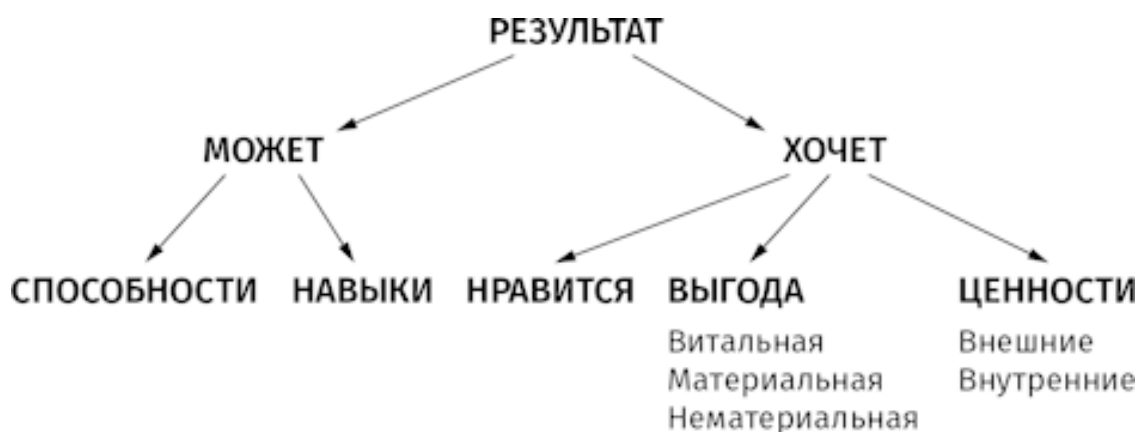 РЕЗУЛЬТАТ
МОЖЕТ
ХОЧЕТ
СПОСОБНОСТИ
НАВЫКИ
НРАВИТСЯ
ВЫГОДА
Витальная
Материальная
Нематериальная
ЦЕННОСТИ
Внешние
Внутренние